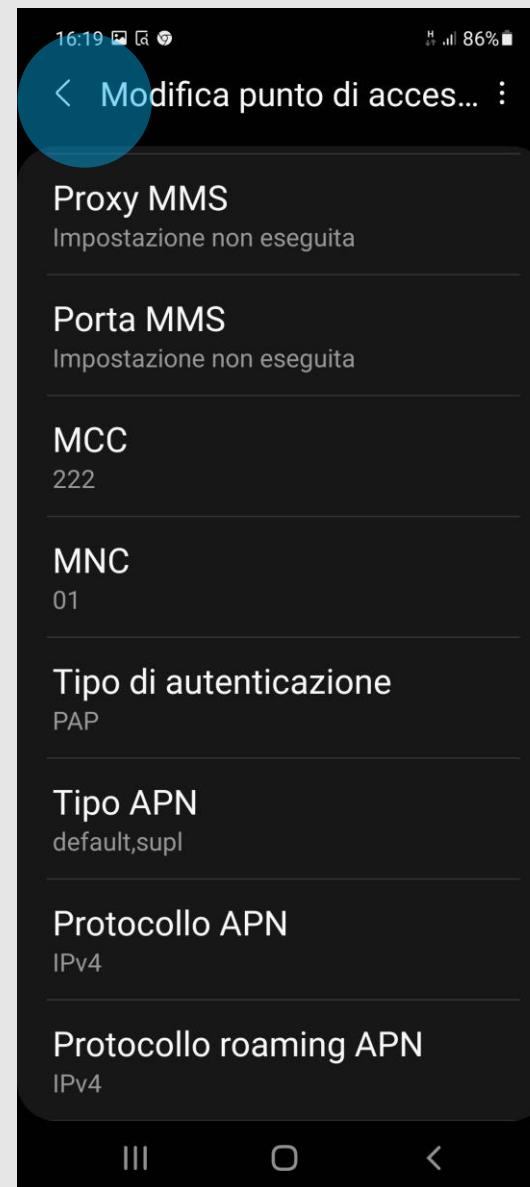 16:19 86%
Modifica punto di acces...
Proxy MMS
Impostazione non eseguita
Porta MMS
Impostazione non eseguita
MCC
222
MNC
01
Tipo di autenticazione
PAP
Tipo APN
default,supl
Protocollo APN
IPv4
Protocollo roaming APN
IPv4